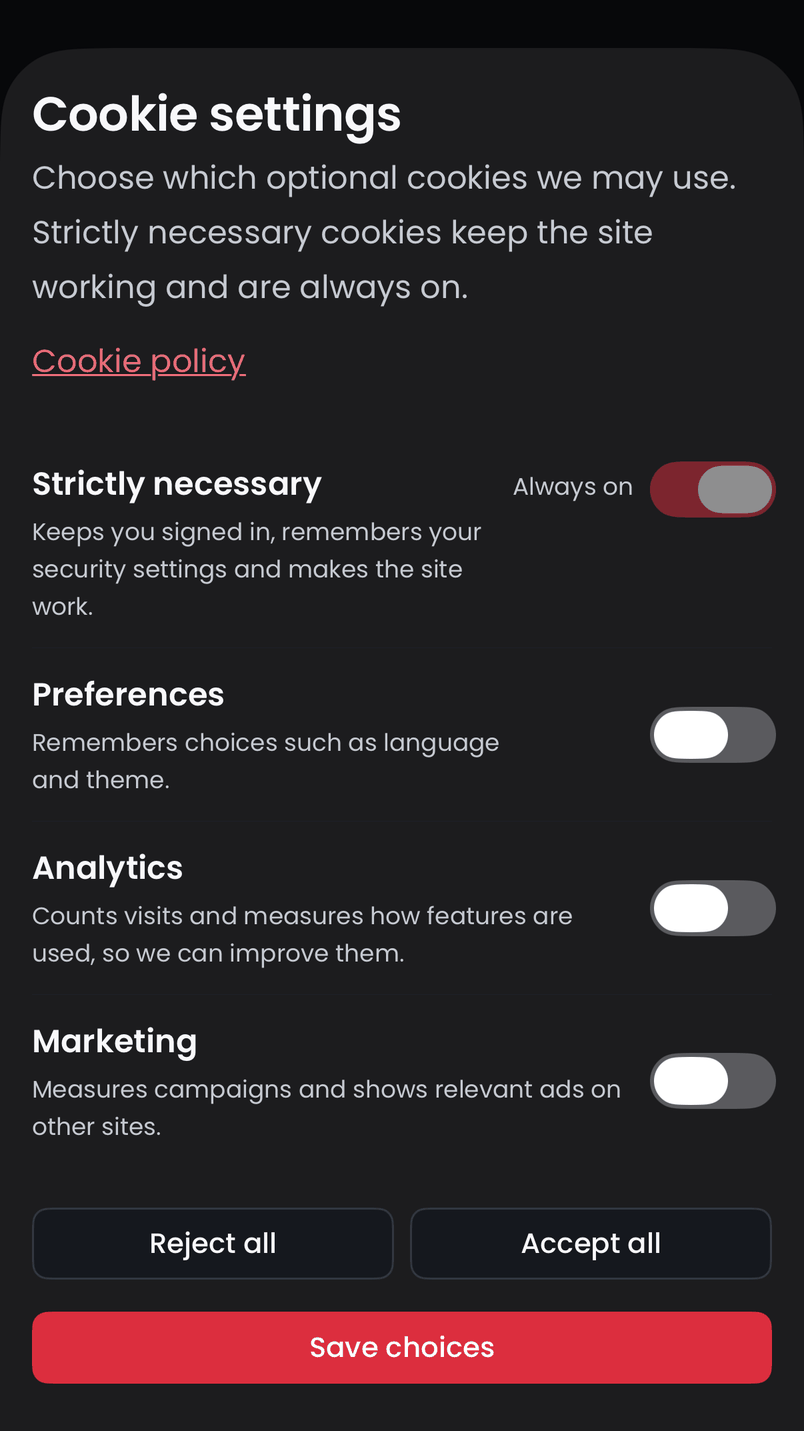 Cookie settings
Choose which optional cookies we may use.
Strictly necessary cookies keep the site
working and are always on.
Cookie policy
Strictly necessary
Always on
Keeps you signed in, remembers your
security settings and makes the site
work.
Preferences
Remembers choices such as language
and theme.
Analytics
Counts visits and measures how features are
used, so we can improve them.
Marketing
Measures campaigns and shows relevant ads on
other sites.
Reject all
Accept all
Save choices